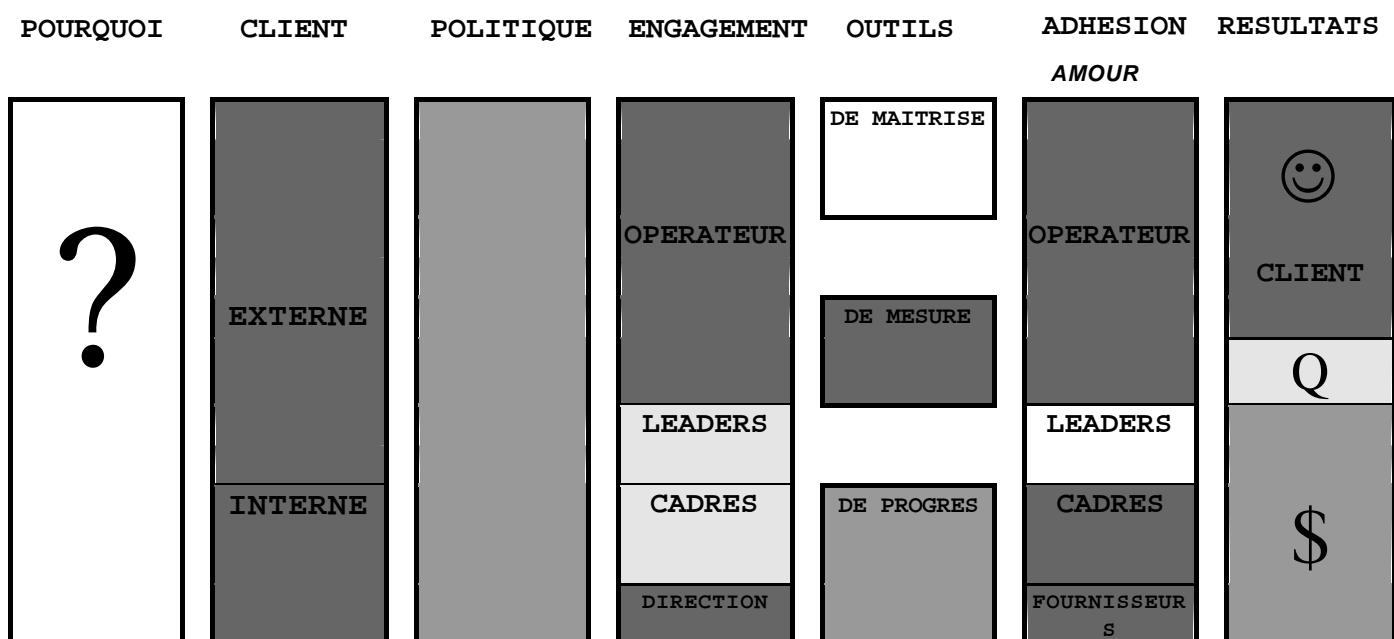 POURQUOI
CLIENT
POLITIQUE
ENGAGEMENT
OUTILS
ADHESION
RESULTATS
AMOUR
?
EXTERNE
INTERNE
OPERATEUR
LEADERS
CADRES
DIRECTION
DE MAITRISE
DE MESURE
DE PROGRES
OPERATEUR
LEADERS
CADRES
FOURNISSEUR
S
CLIENT
Q
$